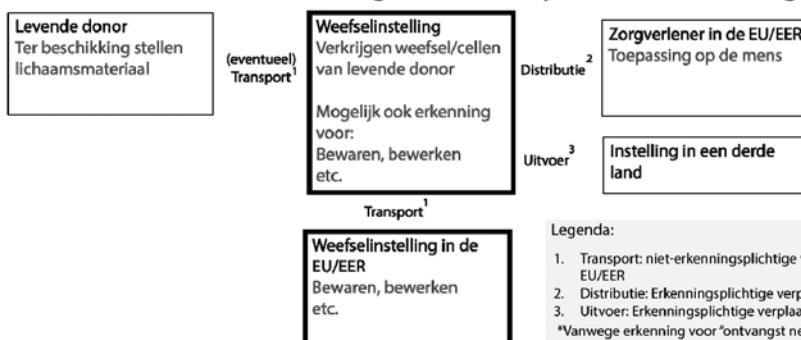 Levende donor
Ter beschikking stellen
lichaamsmateriaal
(eventueel)
Transport1
Weefselinstelling
Verkrijgen weefsel/cellen
van levende donor
Mogelijk ook erkenning
voor:
Bewaren, bewerken
etc.
Distributie2
Zorgverlener in de EU/EER
Toepassing op de mens
Uitvoer3
Instelling in een derde
land
Transport1
Weefselinstelling in de
EU/EER
Bewaren, bewerken
etc.
Legenda:
1. Transport: niet-erkenningsplichtige
EU/EER
2. Distributie: Erkenningsplichtige
3. Uitvoer: Erkenningsplichtige
*Vanwege erkenning voor "ontvangst